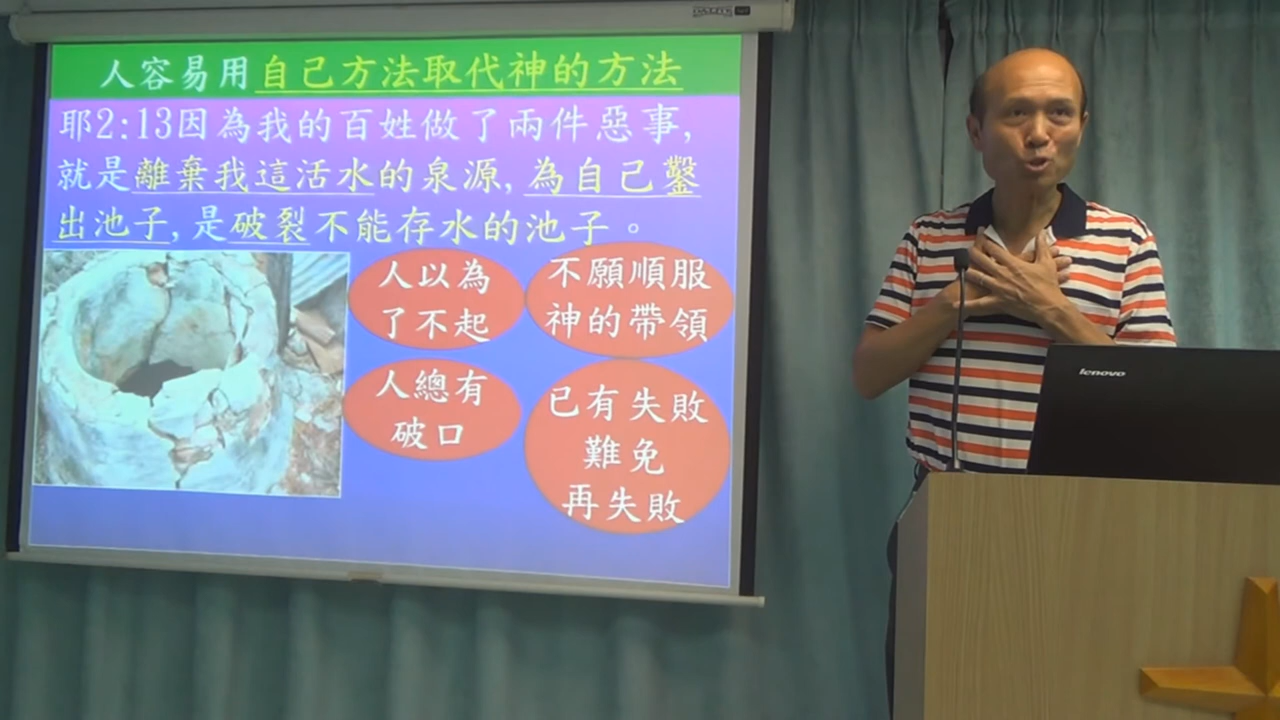 人容易用自己方法取代神的方法
耶2:13因為我的百姓做了兩件惡事,
就是離棄我這活水的泉源,為自己鑿
出池子,是破裂不能存水的池子。
人以為
了不起
不願順服
神的帶領
人總有
破口
已有失敗
難免
再失敗
lenovo